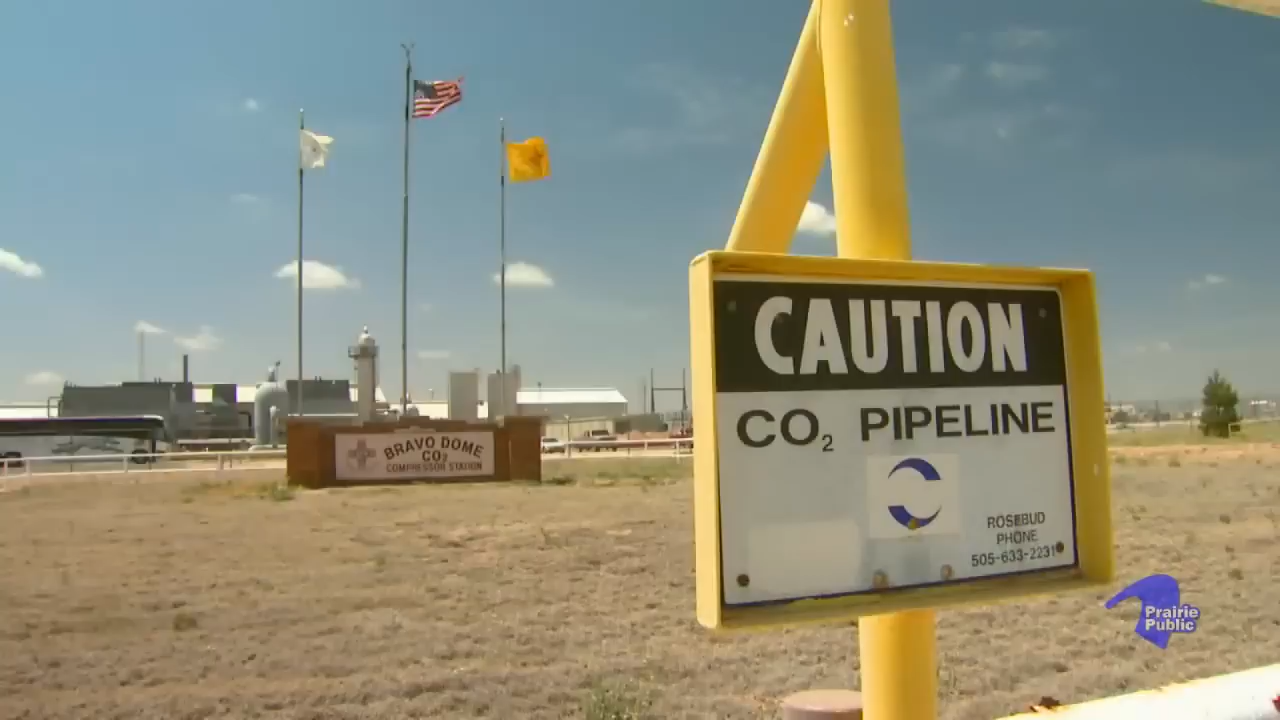 CAUTION
CO₂ PIPELINE
ROSEBUD
PHONE
505-633-2231
BRAVO DOME
CO₂
COMPRESSOR STATION
Prairie
Public